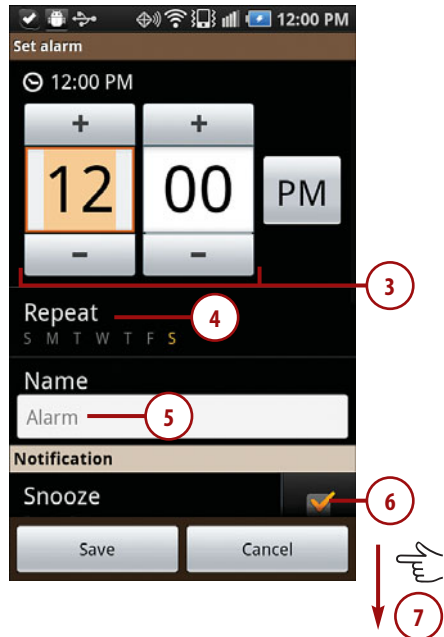 12:00 PM
Set alarm
12:00 PM
+ +
12 00 PM
- -
3
Repeat
4
S M T W T F S
Name
Alarm
5
Notification
Snooze
6
Save Cancel
7